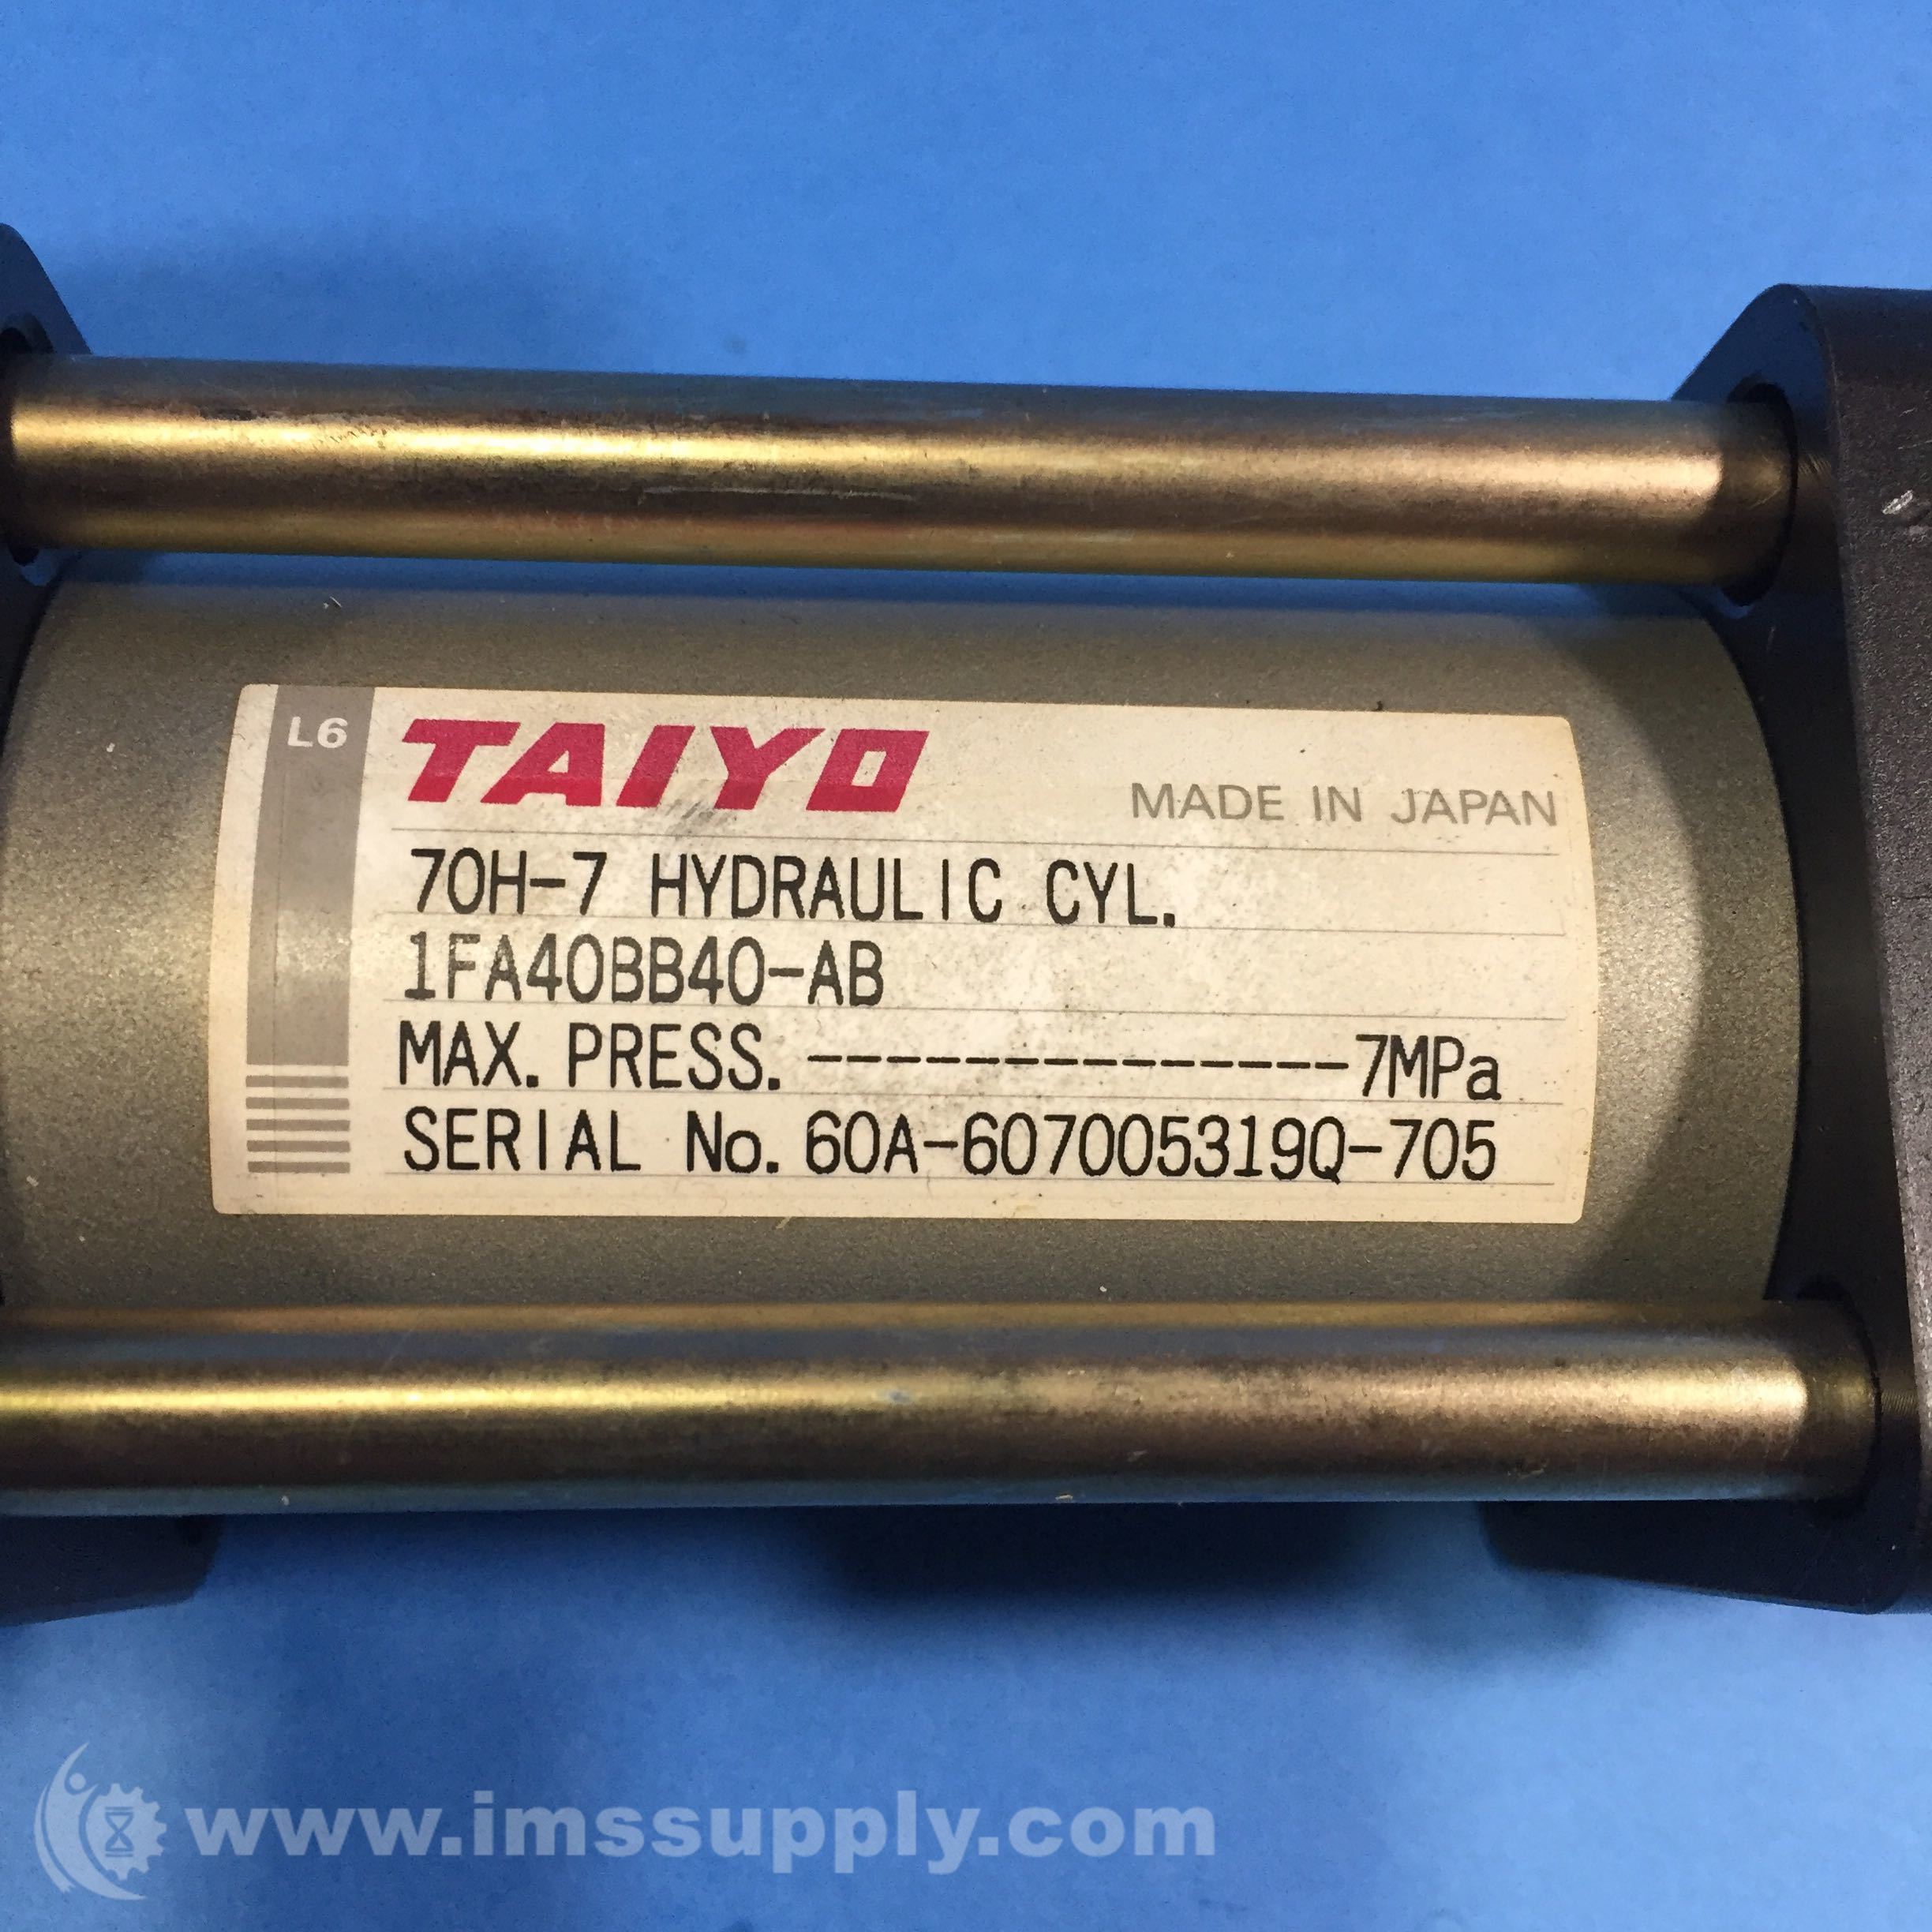 L6
TAIYO
MADE IN JAPAN
70H-7 HYDRAULIC CYL.
1FA40BB40-AB
MAX. PRESS. --------------7MPa
SERIAL No. 60A-607005319Q-705
www.imssupply.com